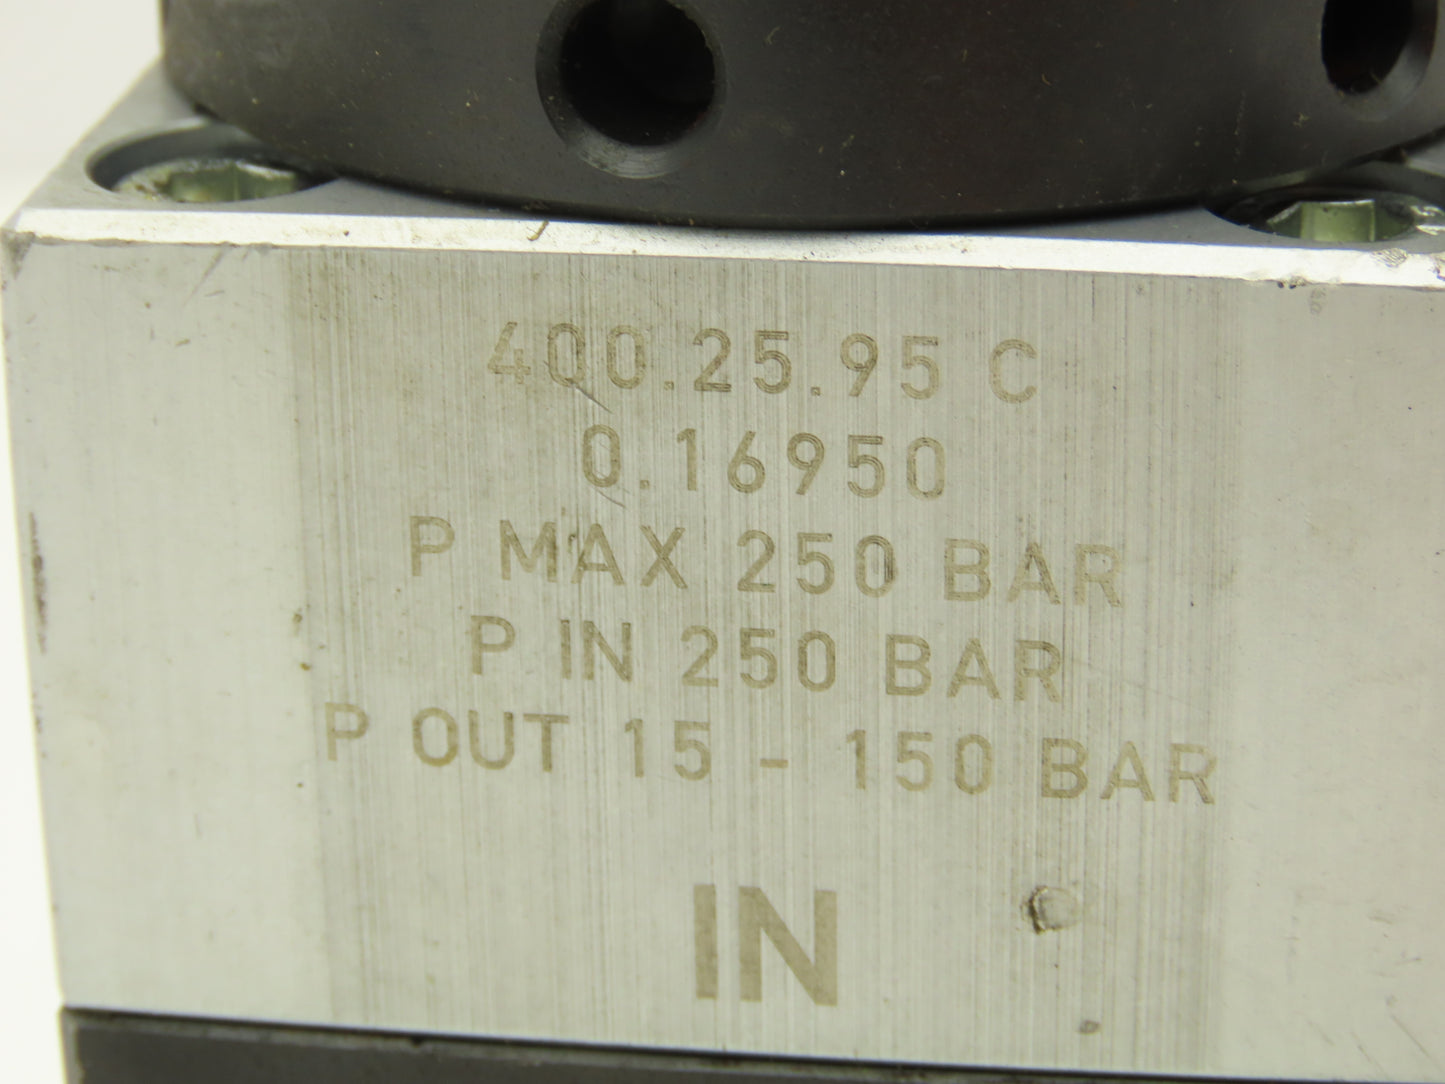 400.25.95 C
0.16950
P MAX 250 BAR
P IN 250 BAR
P OUT 15 - 150 BAR
IN